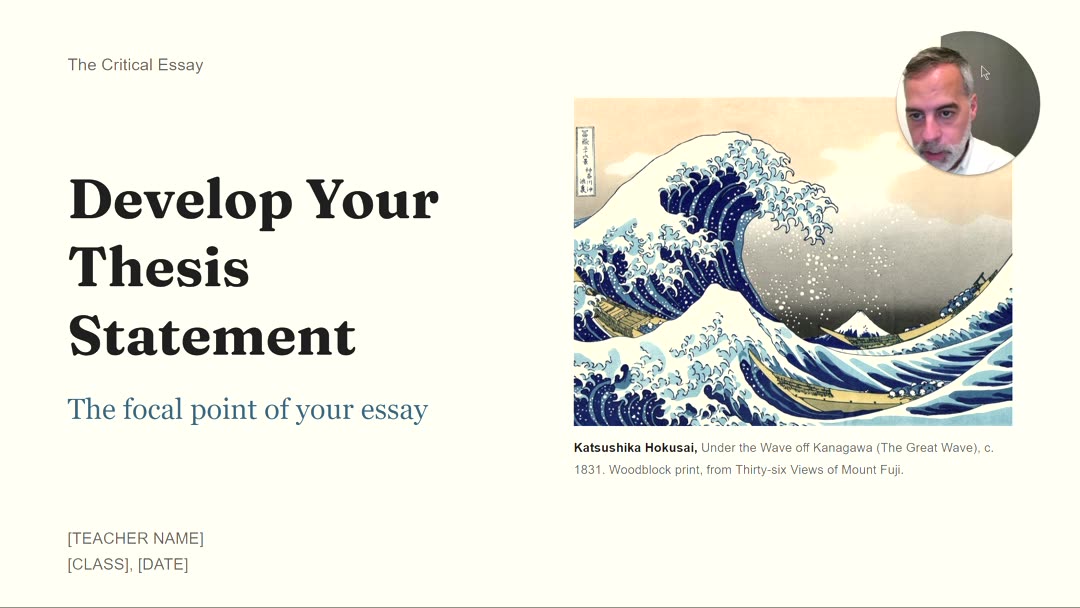 The Critical Essay
Develop Your
Thesis
Statement
The focal point of your essay
Katsushika Hokusai, Under the Wave off Kanagawa (The Great Wave), c.
1831. Woodblock print, from Thirty-six Views of Mount Fuji.
[TEACHER NAME]
[CLASS], [DATE]